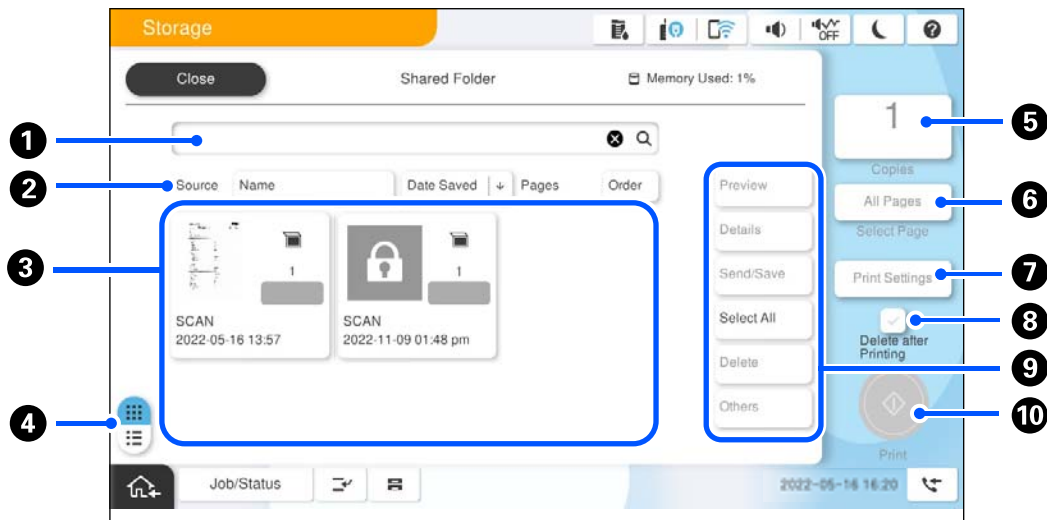 Storage
OFF
Close
Shared Folder
Memory Used: 1%
1
5
1
Copies
2
Source Name Date Saved Pages Order
Preview
All Pages
6
Select Page
Details
3
1
1
Send/Save
Print Settings
7
SCAN
2022-05-16 13:57
SCAN
2022-11-09 01:48 pm
Select All
8
Delete after
Printing
Delete
9
Others
4
10
Print
Job/Status
2022-05-16 16:20